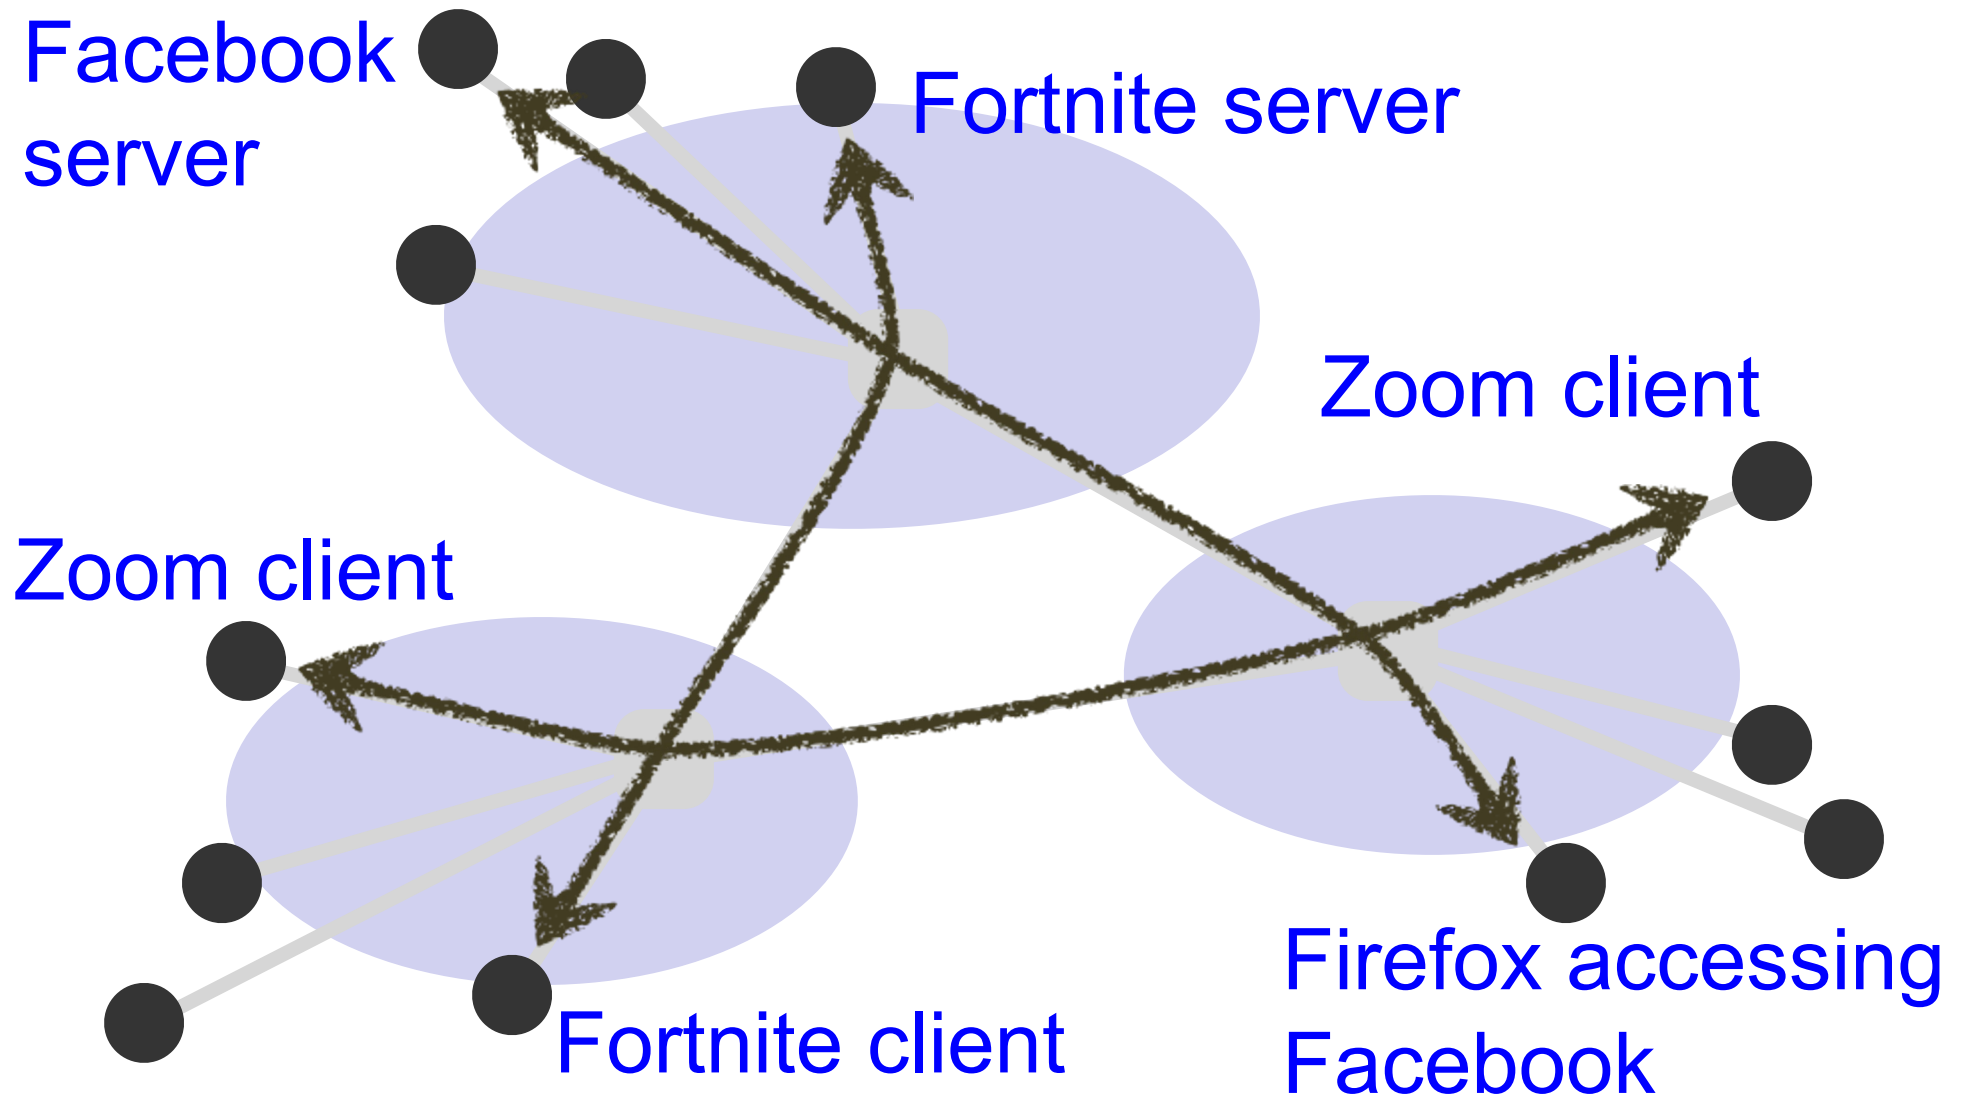 Facebook
server
Fortnite server
Zoom client
Zoom client
Fortnite client
Firefox accessing
Facebook